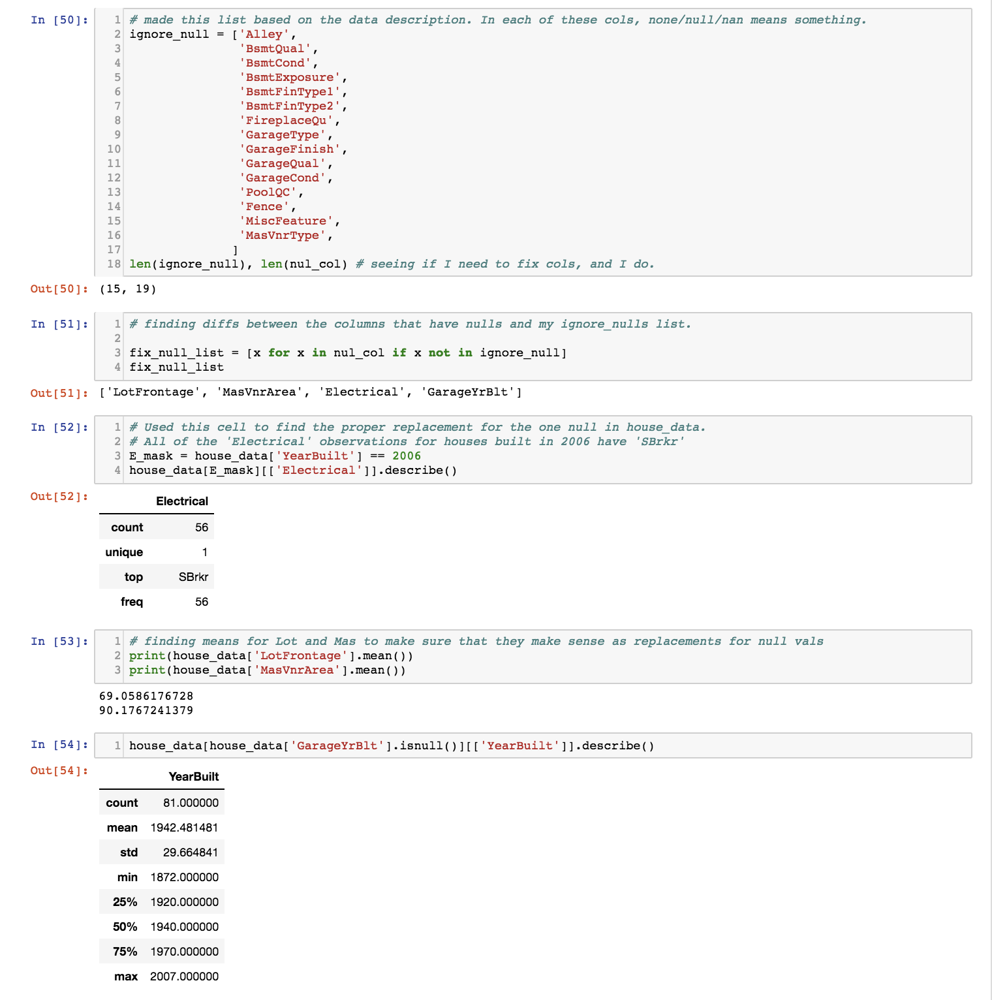 In [50]:
1 # made this list based on the data description. In each of these cols, none/null/nan means something.
2 ignore_null = ['Alley',
3 'BsmtQual',
4 'BsmtCond',
5 'BsmtExposure',
6 'BsmtFinType1',
7 'BsmtFinType2',
8 'FireplaceQu',
9 'GarageType',
10 'GarageFinish',
11 'GarageQual',
12 'GarageCond',
13 'PoolQC',
14 'Fence',
15 'MiscFeature',
16 'MasVnrType',
17 ]
18 len(ignore_null), len(nul_col) # seeing if I need to fix cols, and I do.
Out[50]: (15, 19)
In [51]:
1 # finding diffs between the columns that have nulls and my ignore_nulls list.
2
3 fix_null_list = [x for x in nul_col if x not in ignore_null]
4 fix_null_list
Out[51]: ['LotFrontage', 'MasVnrArea', 'Electrical', 'GarageYrBlt']
In [52]:
1 # Used this cell to find the proper replacement for the one null in house_data.
2 # All of the 'Electrical' observations for houses built in 2006 have 'SBrkr'
3 E_mask = house_data['YearBuilt'] == 2006
4 house_data[E_mask][['Electrical']].describe()
Out[52]:
Electrical
count 56
unique 1
top SBrkr
freq 56
In [53]:
1 # finding means for Lot and Mas to make sure that they make sense as replacements for null vals
2 print(house_data['LotFrontage'].mean())
3 print(house_data['MasVnrArea'].mean())
69.0586176728
90.1767241379
In [54]:
1 house_data[house_data['GarageYrBlt'].isnull()][['YearBuilt']].describe()
Out[54]:
YearBuilt
count 81.000000
mean 1942.481481
std 29.664841
min 1872.000000
25% 1920.000000
50% 1940.000000
75% 1970.000000
max 2007.000000